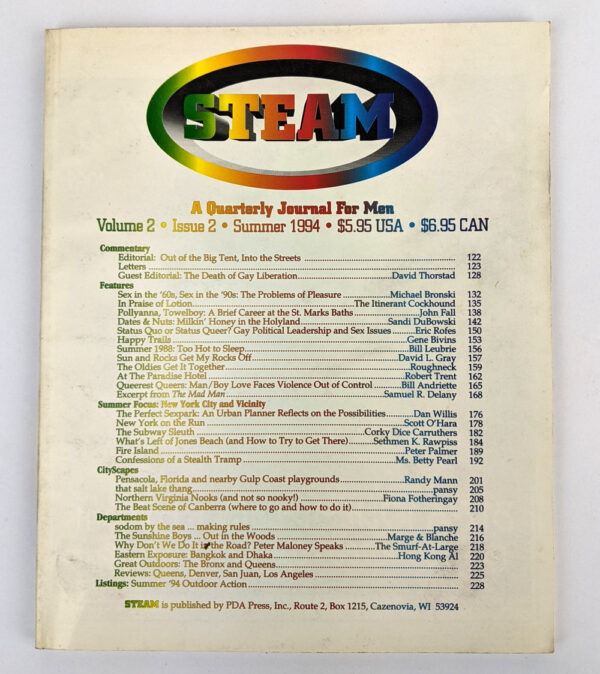 STEAM
A Quarterly Journal For Men
Volume 2 • Issue 2 • Summer 1994 • $5.95 USA • $6.95 CAN
Commentary
Editorial: Out of the Big Tent, Into the Streets 122
Letters 123
Guest Editorial: The Death of Gay Liberation David Thorstad 128
Features
Sex in the '60s, Sex in the '90s: The Problems of Pleasure Michael Bronski 132
In Praise of Lotion The Itinerant Cockhound 135
Pollyanna, Towelboy: A Brief Career at the St. Marks Baths John Fall 138
Dates & Nuts: Milkin' Honey in the Holyland Sandi DuBowski 142
Status Quo or Status Queer? Gay Political Leadership and Sex Issues Eric Rofes 150
Happy Trails Gene Bivins 153
Summer 1988: Too Hot to Sleep Bill Leubrie 156
Sun and Rocks Get My Rocks Off David L. Gray 157
The Oldies Get It Together Roughneck 159
At The Paradise Hotel Robert Trent 162
Queerest Queers: Man/Boy Love Faces Violence Out of Control Bill Andriette 165
Excerpt from The Mad Man Samuel R. Delany 168
Summer Focus: New York City and Vicinity
The Perfect Sexpark: An Urban Planner Reflects on the Possibilities Dan Willis 176
New York on the Run Scott O'Hara 178
The Subway Sleuth Corky Dice Carruthers 182
What's Left of Jones Beach (and How to Try to Get There) Sethmen K. Rawpiss 184
Fire Island Peter Palmer 189
Confessions of a Stealth Tramp Ms. Betty Pearl 192
CityScapes
Pensacola, Florida and nearby Gulf Coast playgrounds Randy Mann 201
that salt lake thang pansy 205
Northern Virginia Nooks (and not so nooky!) Fiona Fotheringay 208
The Beat Scene of Canberra (where to go and how to do it) 210
Departments
sodom by the sea ... making rules pansy 214
The Sunshine Boys ... Out in the Woods Marge & Blanche 216
Why Don't We Do It in the Road? Peter Maloney Speaks The Smurf-At-Large 218
Eastern Exposure: Bangkok and Dhaka Hong Kong Al 220
Great Outdoors: The Bronx and Queens 223
Reviews: Queens, Denver, San Juan, Los Angeles 225
Listings: Summer '94 Outdoor Action 228
STEAM is published by PDA Press, Inc., Route 2, Box 1215, Cazenovia, WI 53924